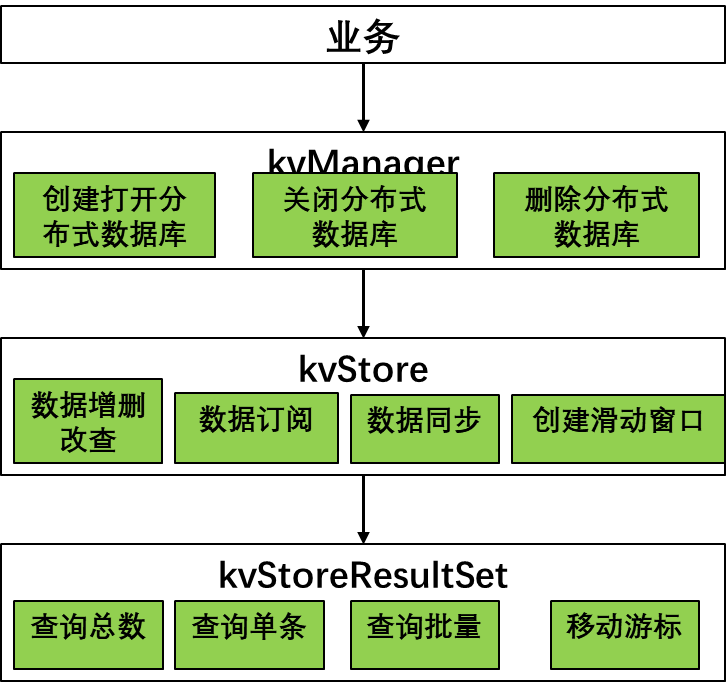 业务
kvManager
创建打开分
布式数据库
关闭分布式
数据库
删除分布式
数据库
kvStore
数据增删
改查
数据订阅
数据同步
创建滑动窗口
kvStoreResultSet
查询总数
查询单条
查询批量
移动游标